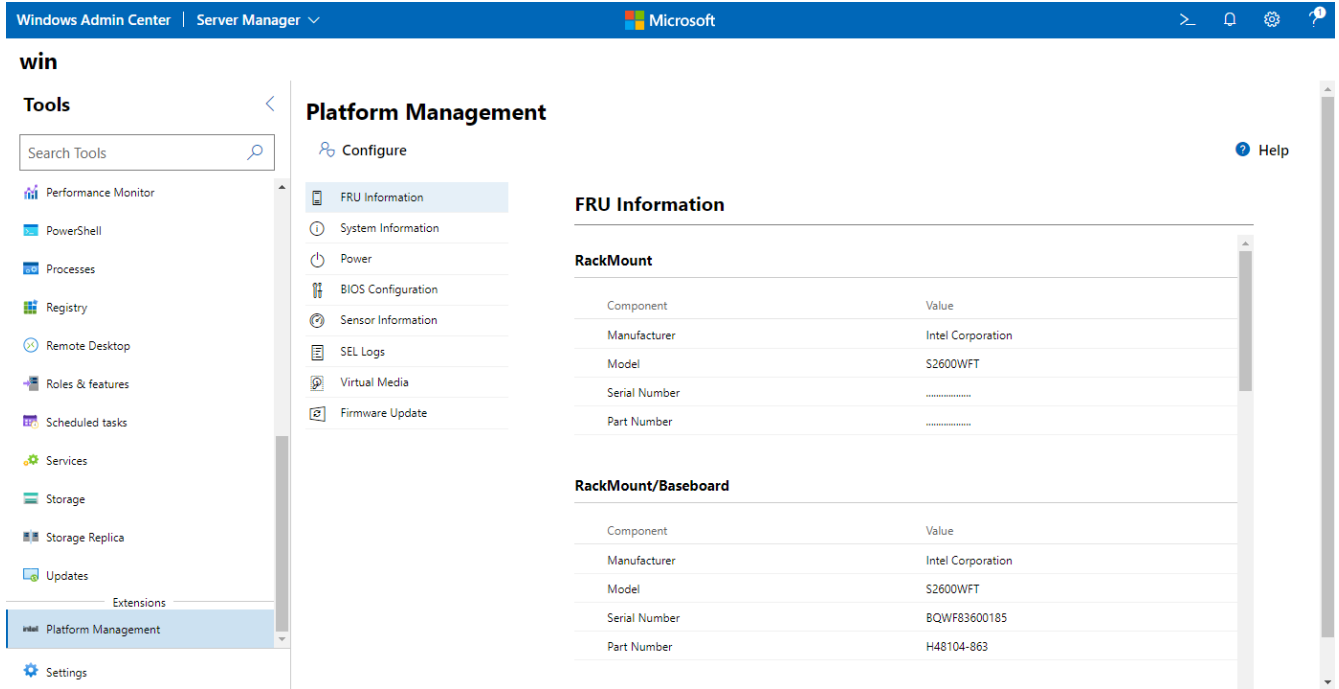 Windows Admin Center | Server Manager
Microsoft
1
win
Tools
Search Tools
Performance Monitor
PowerShell
Processes
Registry
Remote Desktop
Roles & features
Scheduled tasks
Services
Storage
Storage Replica
Updates
Extensions
intel Platform Management
Settings
Platform Management
Configure
Help
FRU Information
System Information
Power
BIOS Configuration
Sensor Information
SEL Logs
Virtual Media
Firmware Update
FRU Information
RackMount
Component Value
Manufacturer Intel Corporation
Model S2600WFT
Serial Number ..................
Part Number ..................
RackMount/Baseboard
Component Value
Manufacturer Intel Corporation
Model S2600WFT
Serial Number BQWF83600185
Part Number H48104-863